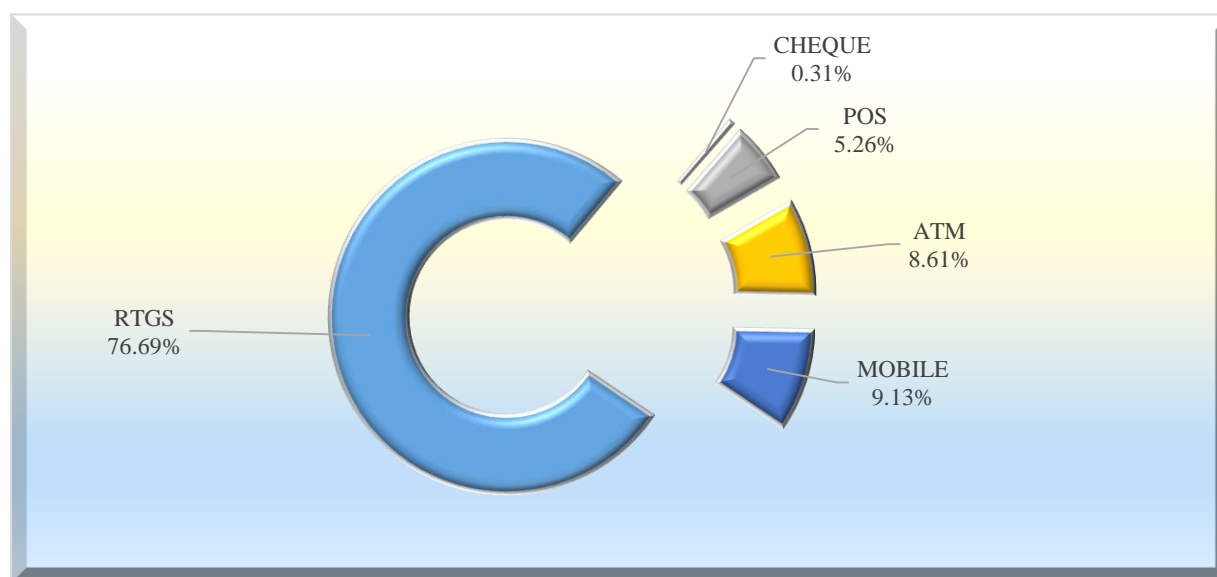 CHEQUE
0.31%
POS
5.26%
ATM
8.61%
RTGS
76.69%
MOBILE
9.13%